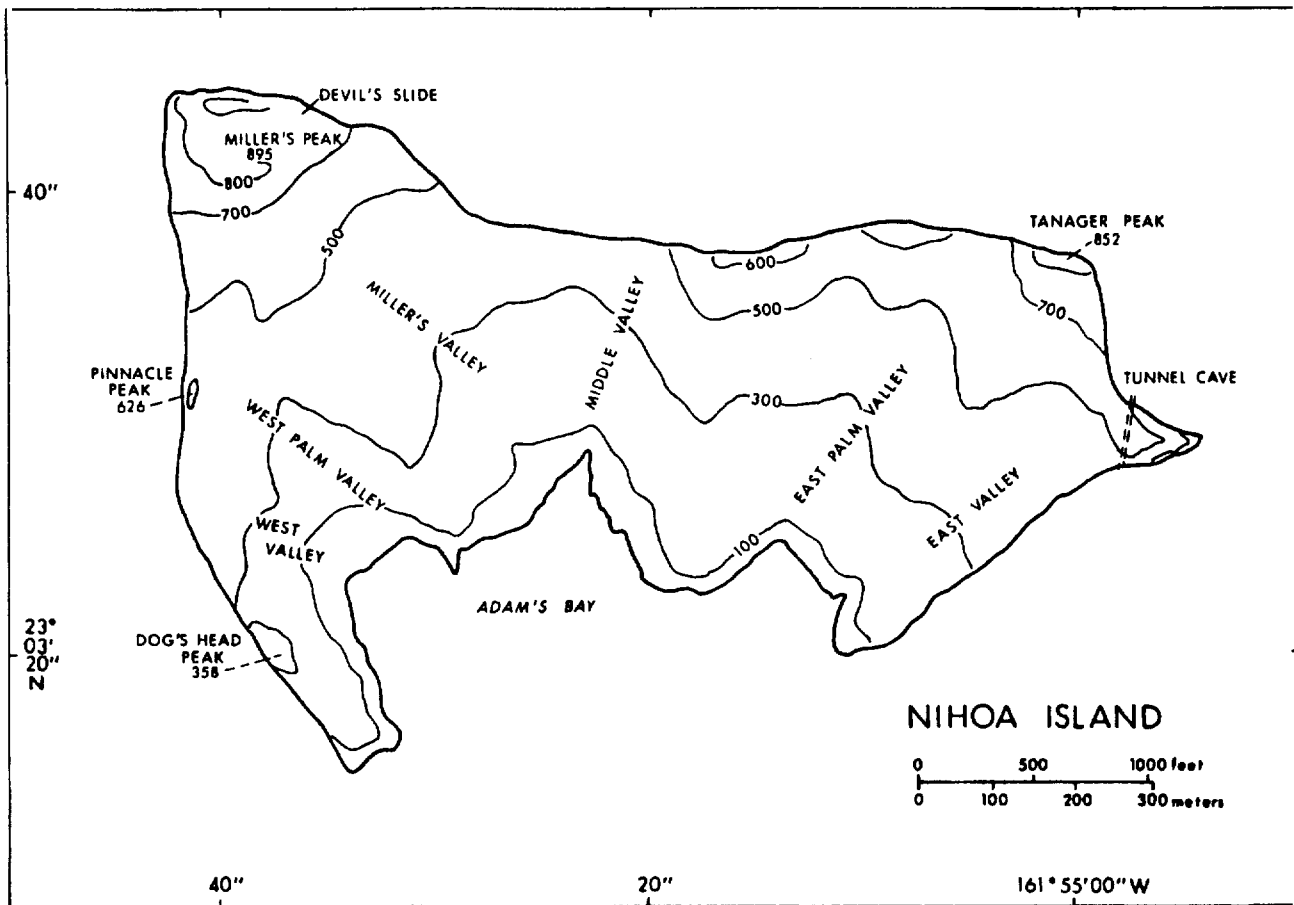 DEVIL'S SLIDE
MILLER'S PEAK
895
800
700
500
40"
TANAGER PEAK
852
600
500
700
MILLER'S VALLEY
MIDDLE VALLEY
PINNACLE
PEAK
626
TUNNEL CAVE
300
WEST PALM VALLEY
EAST PALM VALLEY
WEST
VALLEY
EAST VALLEY
100
ADAM'S BAY
DOG'S HEAD
PEAK
358
23°
03'
20"
N
NIHOA ISLAND
0 500 1000 feet
0 100 200 300 meters
40" 20" 161°55'00" W